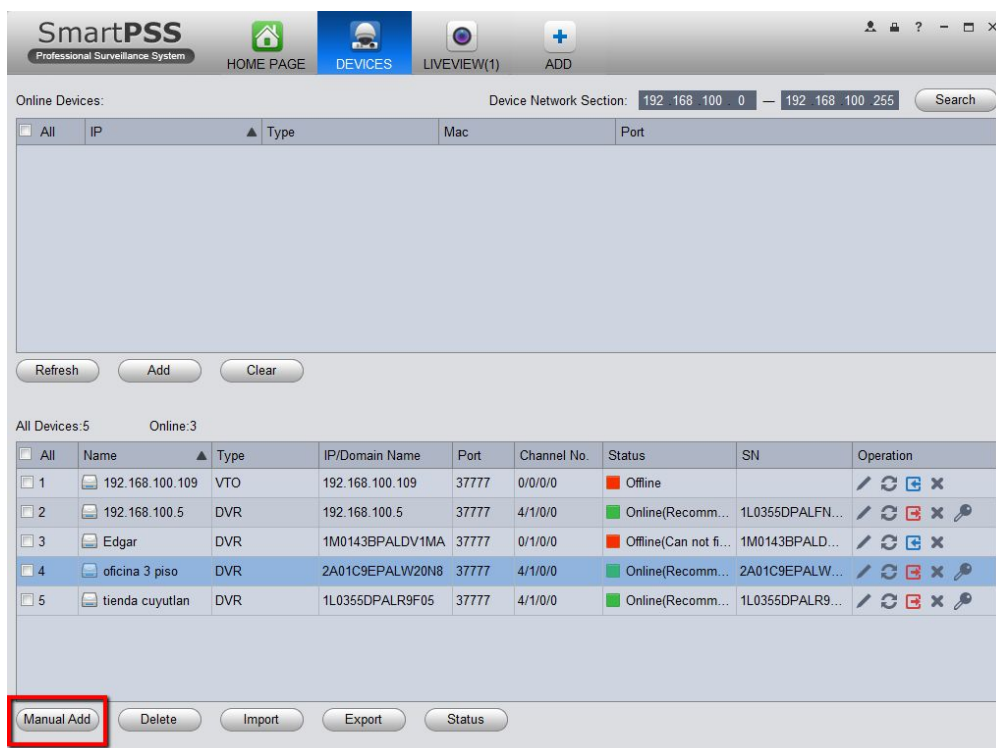 SmartPSS
Professional Surveillance System
HOME PAGE DEVICES LIVEVIEW(1) ADD
?
Online Devices: Device Network Section: 192 .168 .100 . 0 — 192 .168 .100 .255 Search
All IP Type Mac Port
Refresh Add Clear
All Devices:5 Online:3
All Name Type IP/Domain Name Port Channel No. Status SN Operation
1 192.168.100.109 VTO 192.168.100.109 37777 0/0/0/0 Offline
2 192.168.100.5 DVR 192.168.100.5 37777 4/1/0/0 Online(Recomm... 1L0355DPALFN...
3 Edgar DVR 1M0143BPALDV1MA 37777 0/1/0/0 Offline(Can not fi... 1M0143BPALD...
4 oficina 3 piso DVR 2A01C9EPALW20N8 37777 4/1/0/0 Online(Recomm... 2A01C9EPALW...
5 tienda cuyutlan DVR 1L0355DPALR9F05 37777 4/1/0/0 Online(Recomm... 1L0355DPALR9...
Manual Add Delete Import Export Status